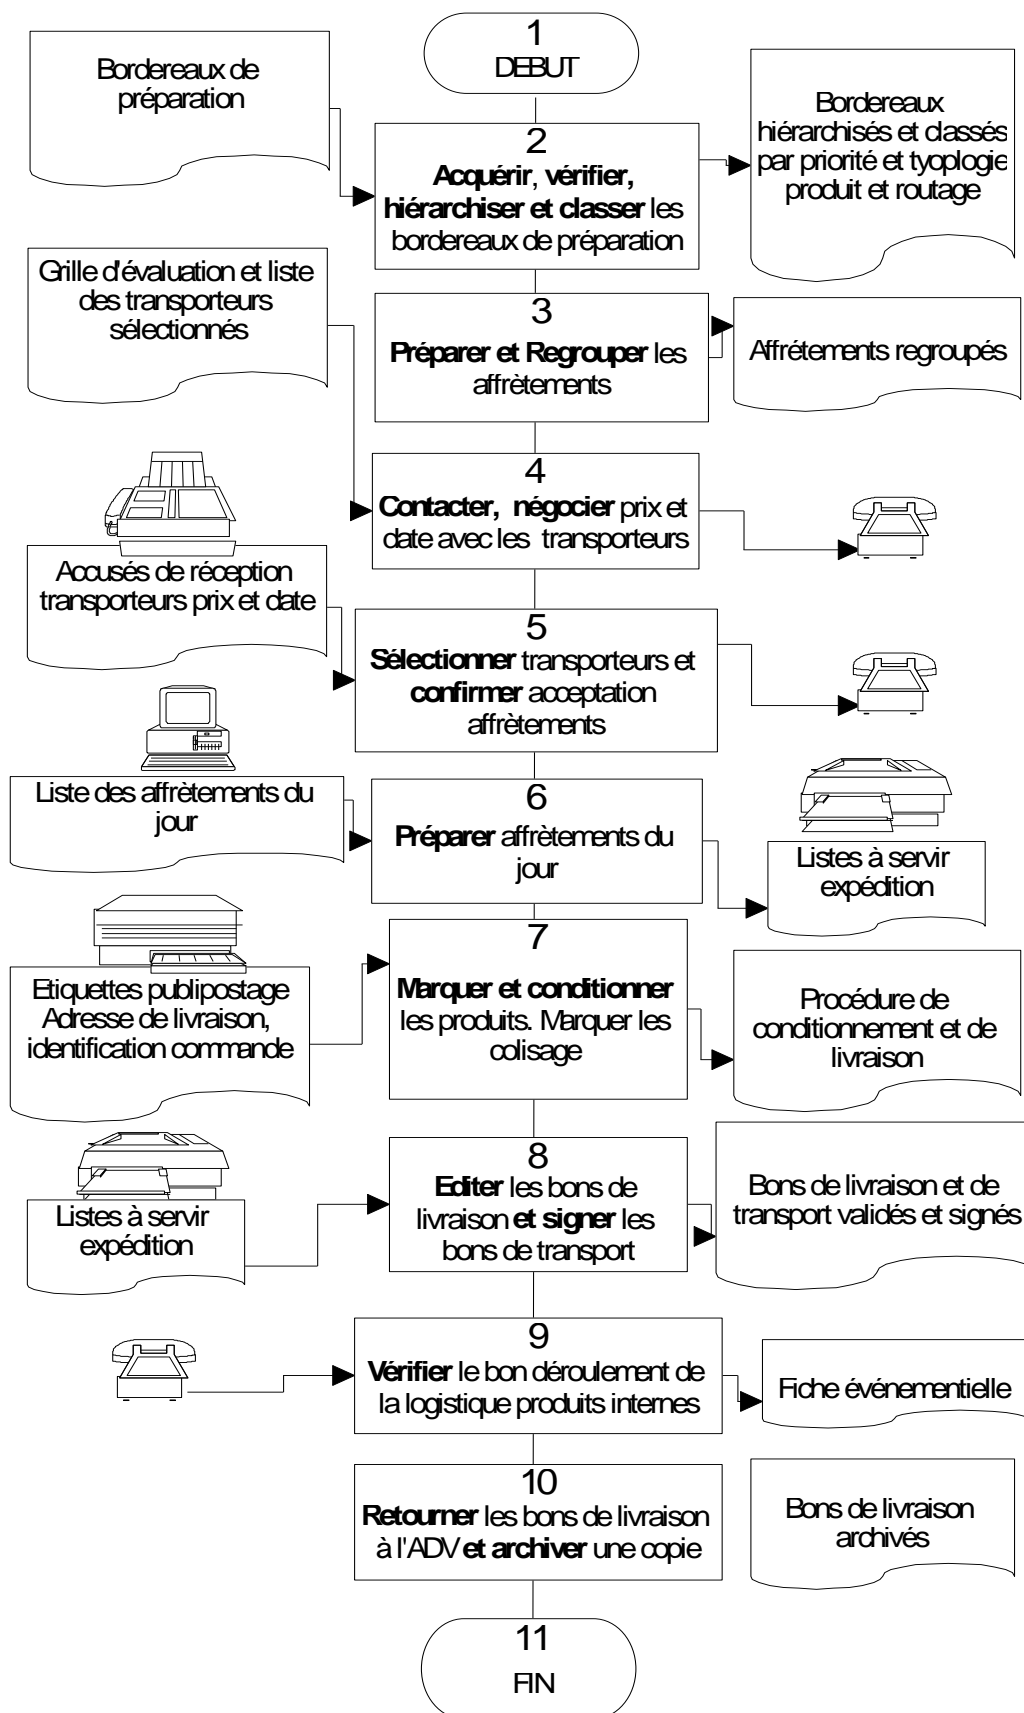 1
DEBUT
Bordereaux de
préparation
2
Acquérir, vérifier,
hiérarchiser et classer les
bordereaux de préparation
Bordereaux
hiérarchisés et classés
par priorité et tyoplogie
produit et routage
Grille d'évaluation et liste
des transporteurs
sélectionnés
3
Préparer et Regrouper les
affrètements
Affrétements regroupés
4
Contacter, négocier prix et
date avec les transporteurs
Accusés de réception
transporteurs prix et date
5
Sélectionner transporteurs et
confirmer acceptation
affrètements
Liste des affrètements du
jour
6
Préparer affrètements du
jour
Listes à servir
expédition
Etiquettes publipostage
Adresse de livraison,
identification commande
7
Marquer et conditionner
les produits. Marquer les
colisage
Procédure de
conditionnement et de
livraison
Listes à servir
expédition
8
Editer les bons de
livraison et signer les
bons de transport
Bons de livraison et de
transport validés et signés
9
Vérifier le bon déroulement de
la logistique produits internes
Fiche événementielle
10
Retourner les bons de livraison
à l'ADV et archiver une copie
Bons de livraison
archivés
11
FIN